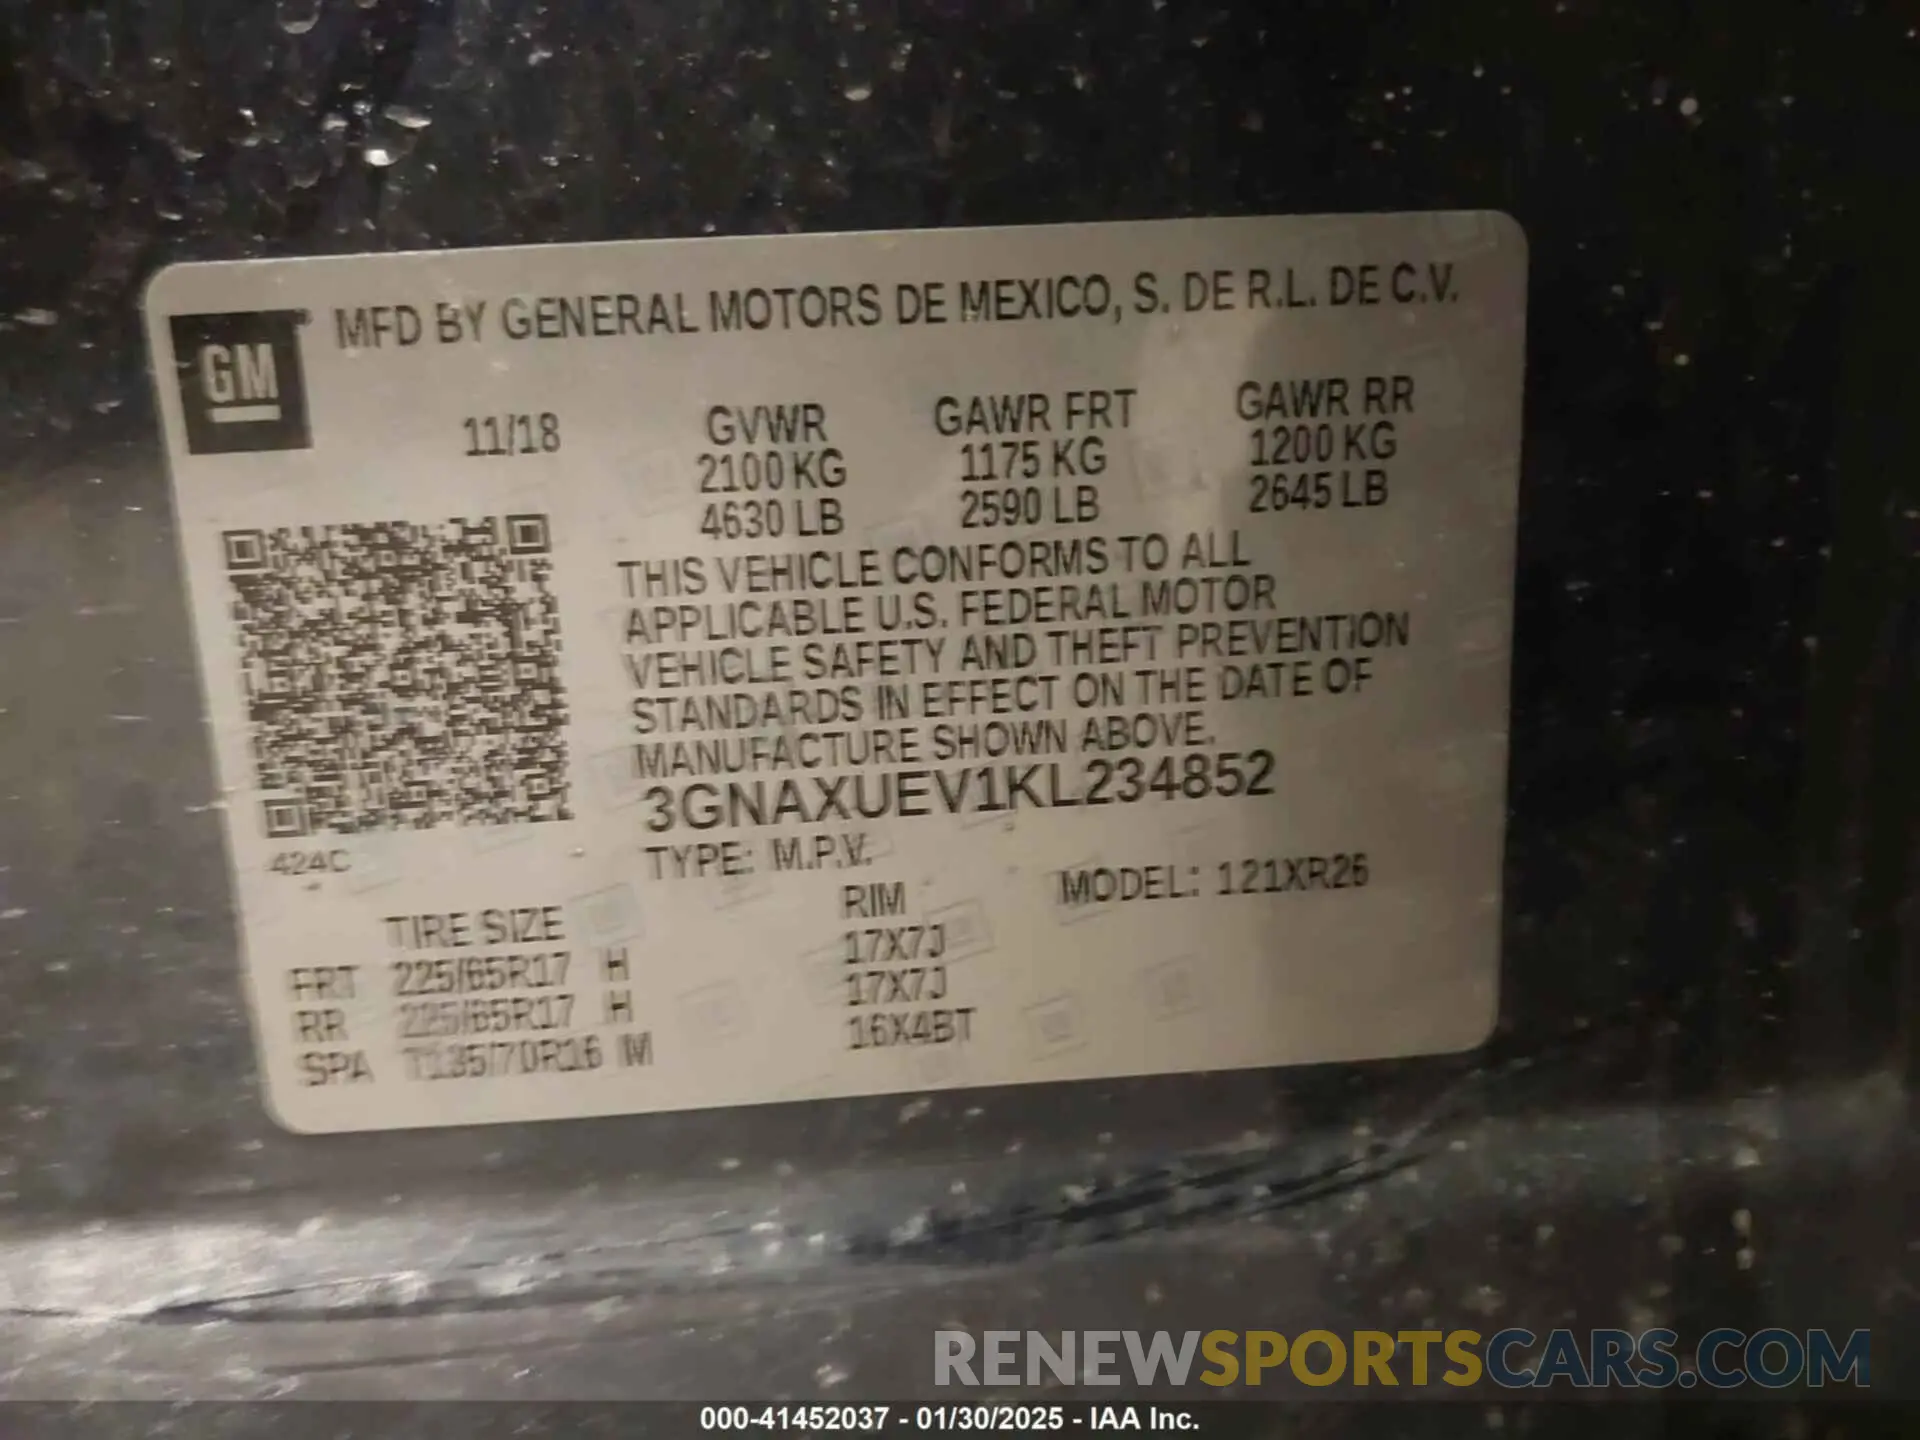 GM
MFD BY GENERAL MOTORS DE MEXICO, S. DE R.L. DE C.V.
11/18 GVWR GAWR FRT GAWR RR
2100 KG 1175 KG 1200 KG
4630 LB 2590 LB 2645 LB
THIS VEHICLE CONFORMS TO ALL
APPLICABLE U.S. FEDERAL MOTOR
VEHICLE SAFETY AND THEFT PREVENTION
STANDARDS IN EFFECT ON THE DATE OF
MANUFACTURE SHOWN ABOVE.
3GNAXUEV1KL234852
424C
TYPE: M.P.V.
MODEL: 121XR26
TIRE SIZE RIM
FRT 225/65R17 H 17X7J
RR 225/65R17 H 17X7J
SPA T135/70R16 M 16X4BT
RENEWSPORTSCARS.COM
000-41452037 - 01/30/2025 - IAA Inc.